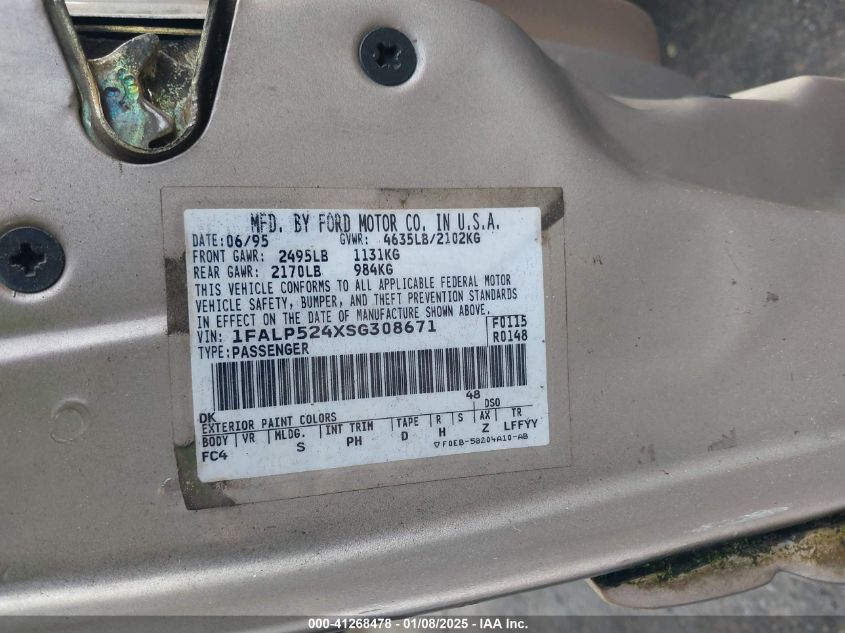 MFD. BY FORD MOTOR CO. IN U.S.A.
DATE: 06/95 GVWR: 4635LB/2102KG
FRONT GAWR: 2495LB 1131KG
REAR GAWR: 2170LB 984KG
THIS VEHICLE CONFORMS TO ALL APPLICABLE FEDERAL MOTOR
VEHICLE SAFETY, BUMPER, AND THEFT PREVENTION STANDARDS
IN EFFECT ON THE DATE OF MANUFACTURE SHOWN ABOVE.
VIN: 1FALP524XSG308671 F0115
TYPE: PASSENGER R0148
48
DK DSO
EXTERIOR PAINT COLORS
BODY VR MLDG. INT TRIM TAPE R S AX TR
FC4 S PH D H Z LFFYY
▽ F0EB-58204A10-AB
000-41268478 - 01/08/2025 - IAA Inc.